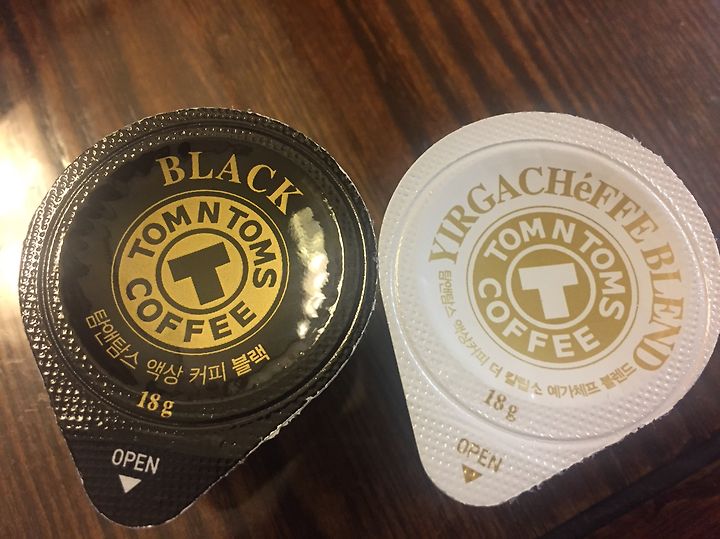 BLACK
TOM N TOMS
T
COFFEE
탐앤탐스 액상 커피 블랙
18g
OPEN
YIRGACHéFFE BLEND
TOM N TOMS
T
COFFEE
탐앤탐스 액상커피 더 칼립소 예가체프 블렌드
18g
OPEN